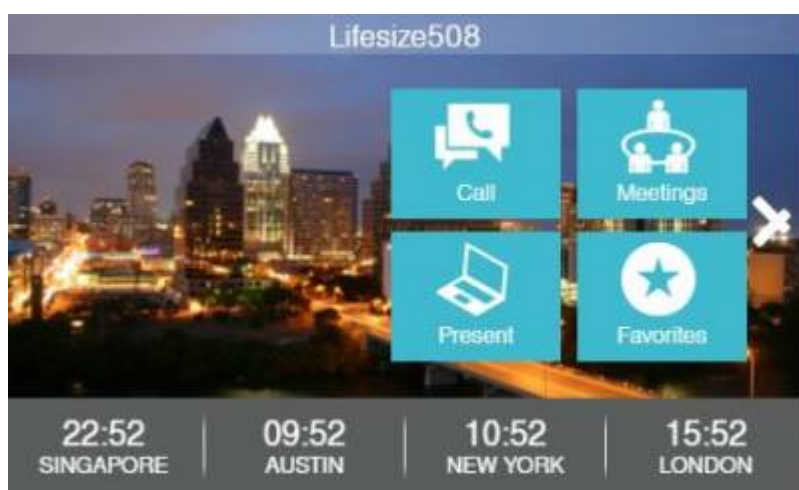 Lifesize508
Call
Meetings
Present
Favorites
22:52
09:52
10:52
15:52
SINGAPORE
AUSTIN
NEW YORK
LONDON